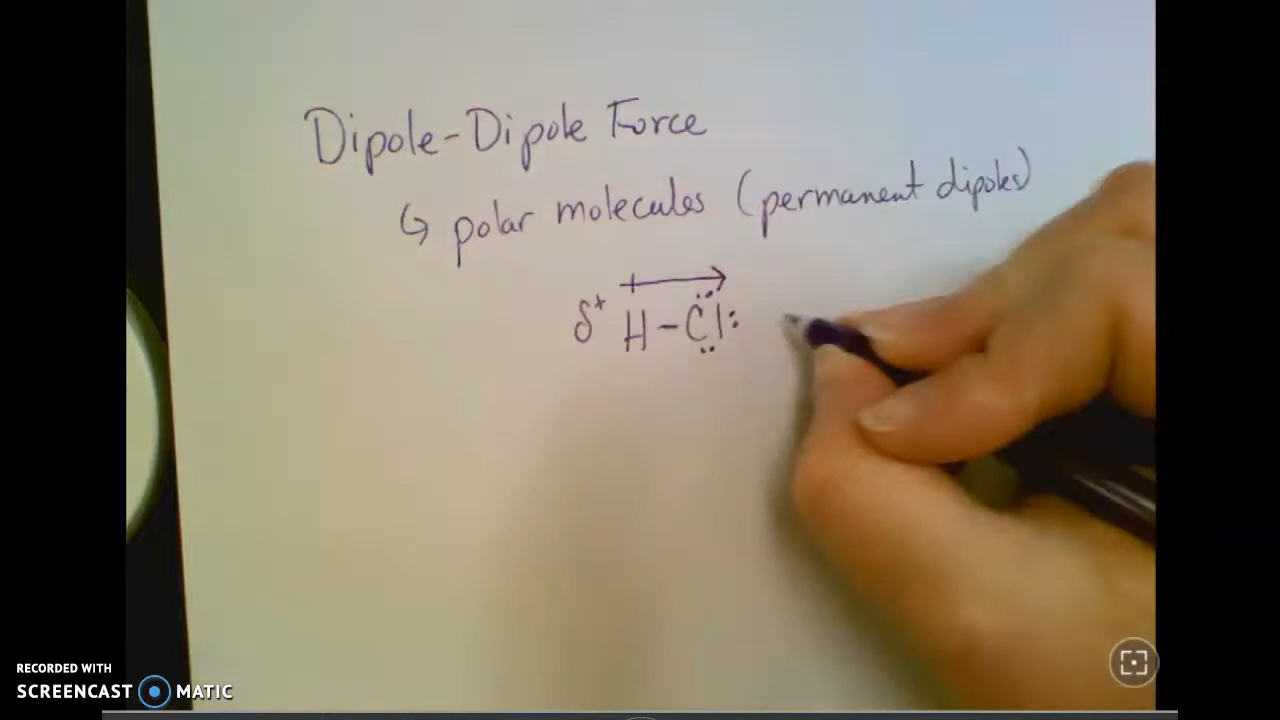 Dipole-Dipole Force
↳ polar molecules (permanent dipoles)
δ+ H-Cl:
RECORDED WITH
SCREENCAST MATIC